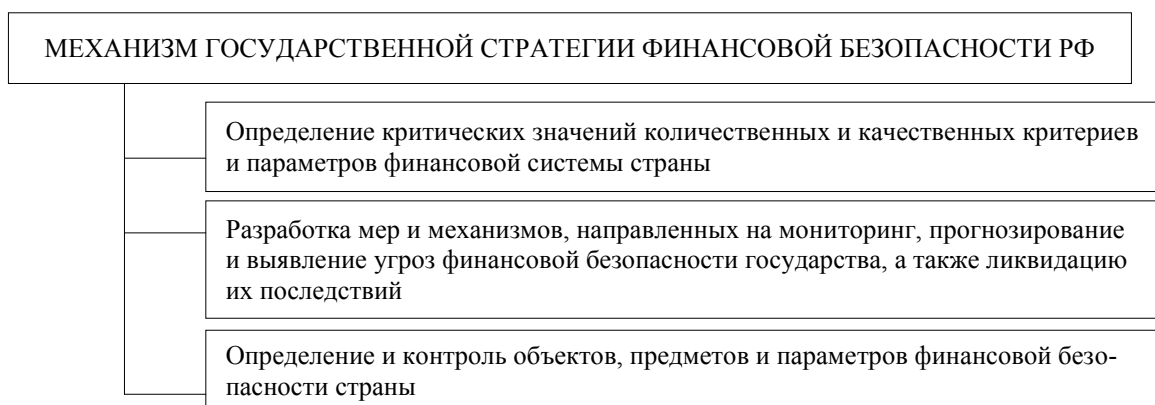 МЕХАНИЗМ ГОСУДАРСТВЕННОЙ СТРАТЕГИИ ФИНАНСОВОЙ БЕЗОПАСНОСТИ РФ
Определение критических значений количественных и качественных критериев
и параметров финансовой системы страны
Разработка мер и механизмов, направленных на мониторинг, прогнозирование
и выявление угроз финансовой безопасности государства, а также ликвидацию
их последствий
Определение и контроль объектов, предметов и параметров финансовой безо-
пасности страны